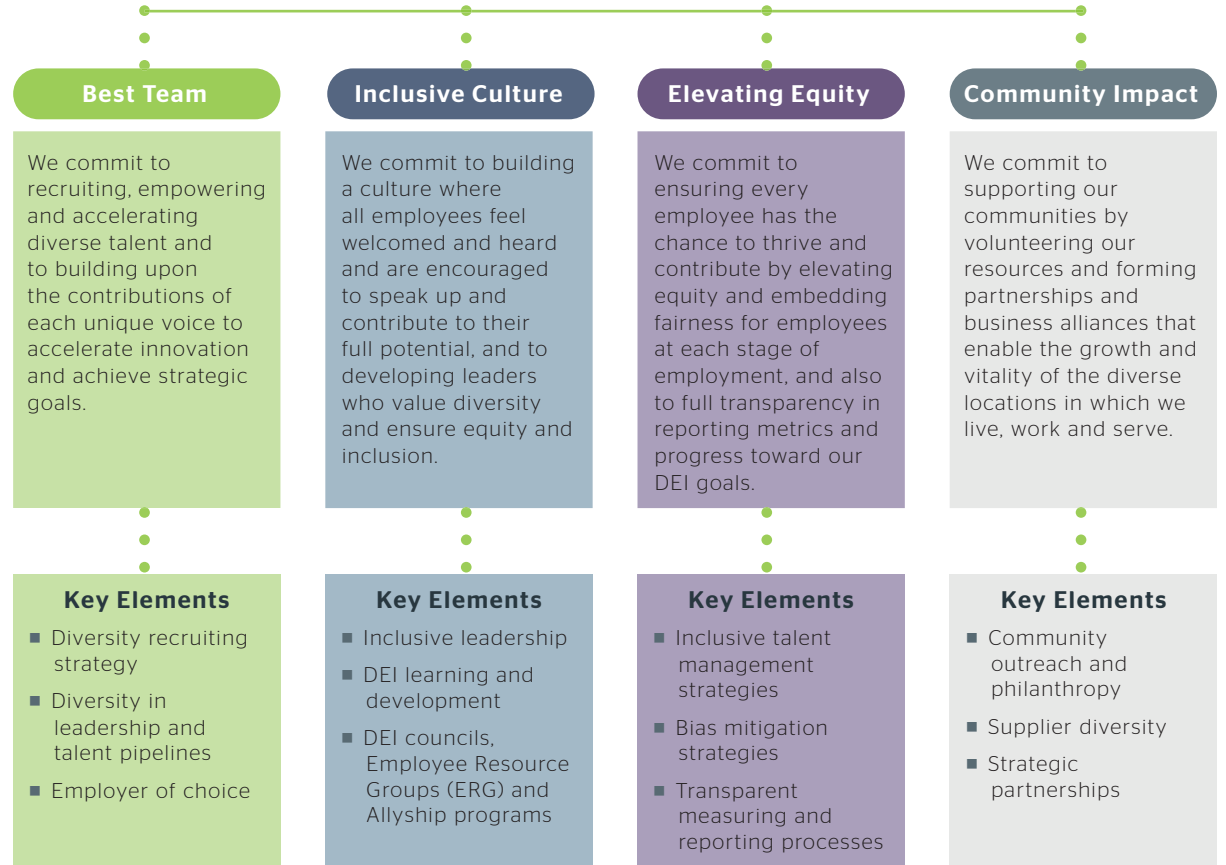 Best Team
We commit to
recruiting, empowering
and accelerating
diverse talent and
to building upon
the contributions of
each unique voice to
accelerate innovation
and achieve strategic
goals.
Key Elements
■ Diversity recruiting
strategy
■ Diversity in
leadership and
talent pipelines
■ Employer of choice
Inclusive Culture
We commit to building
a culture where
all employees feel
welcomed and heard
and are encouraged
to speak up and
contribute to their
full potential, and to
developing leaders
who value diversity
and ensure equity and
inclusion.
Key Elements
■ Inclusive leadership
■ DEI learning and
development
■ DEI councils,
Employee Resource
Groups (ERG) and
Allyship programs
Elevating Equity
We commit to
ensuring every
employee has the
chance to thrive and
contribute by elevating
equity and embedding
fairness for employees
at each stage of
employment, and also
to full transparency in
reporting metrics and
progress toward our
DEI goals.
Key Elements
■ Inclusive talent
management
strategies
■ Bias mitigation
strategies
■ Transparent
measuring and
reporting processes
Community Impact
We commit to
supporting our
communities by
volunteering our
resources and forming
partnerships and
business alliances that
enable the growth and
vitality of the diverse
locations in which we
live, work and serve.
Key Elements
■ Community
outreach and
philanthropy
■ Supplier diversity
■ Strategic
partnerships